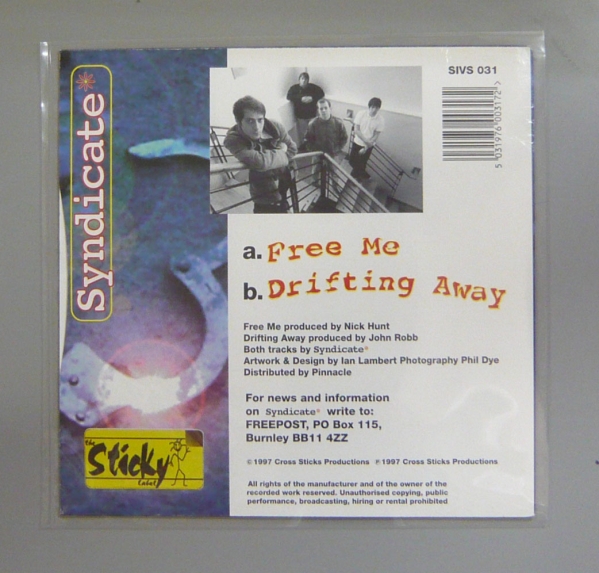 Syndicate*
SIVS 031
5 031976 003172 >
a. Free Me
b. Drifting Away
Free Me produced by Nick Hunt
Drifting Away produced by John Robb
Both tracks by Syndicate*
Artwork & Design by Ian Lambert Photography Phil Dye
Distributed by Pinnacle
For news and information
on Syndicate* write to:
FREEPOST, PO Box 115,
Burnley BB11 4ZZ
the
Sticky
label
© 1997 Cross Sticks Productions ℗ 1997 Cross Sticks Productions
All rights of the manufacturer and of the owner of the
recorded work reserved. Unauthorised copying, public
performance, broadcasting, hiring or rental prohibited